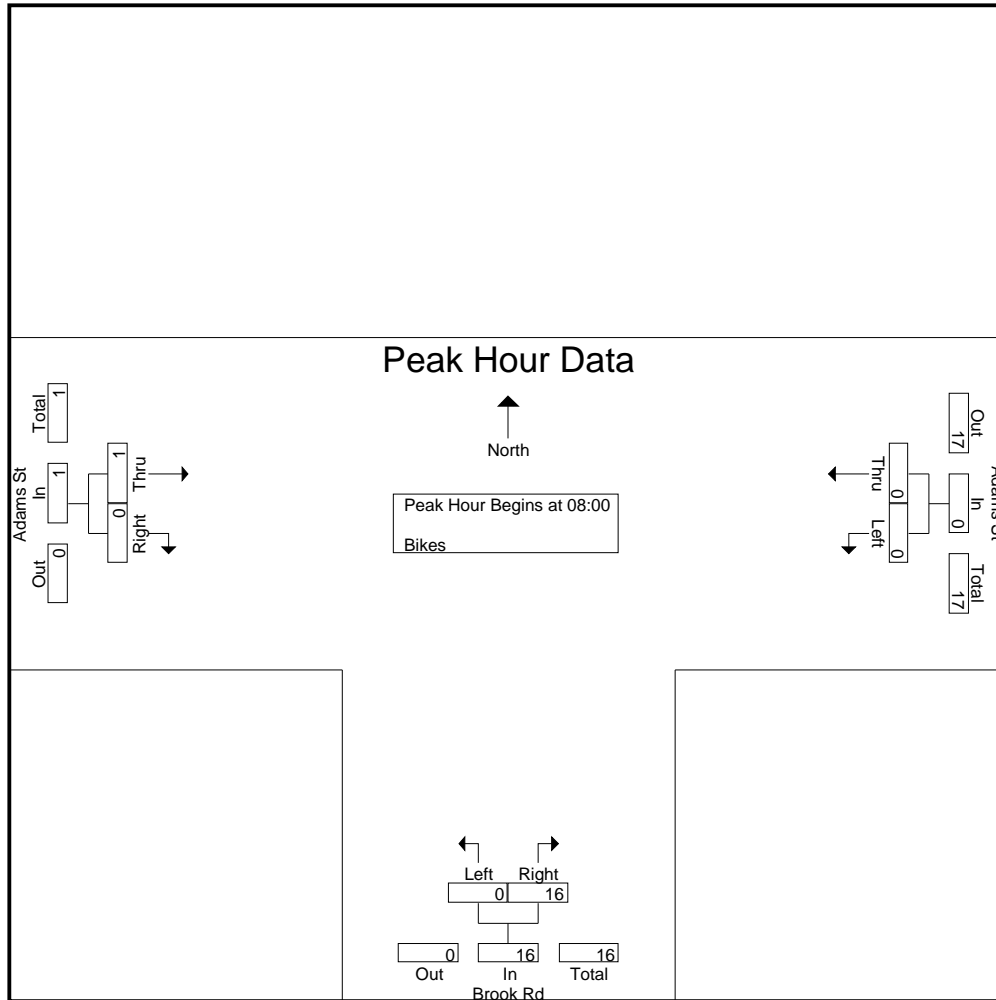 Peak Hour Data
North
Peak Hour Begins at 08:00
Bikes
Adams St
Total
1
In
1
Out
0
Thru
1
Right
0
Adams St
Out
17
In
0
Total
17
Thru
0
Left
0
Left
Right
0
16
0
16
16
Out
In
Total
Brook Rd